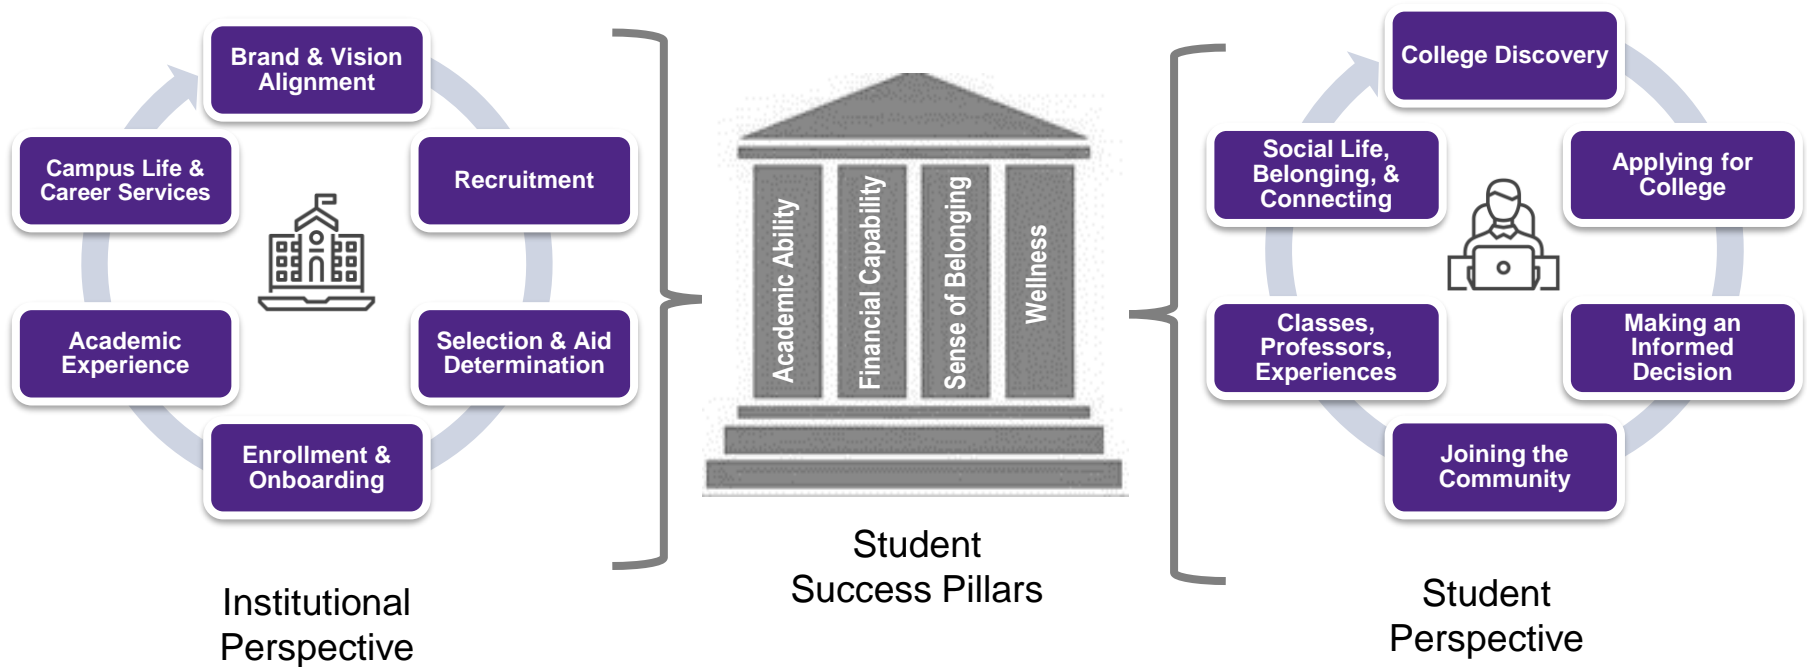 Brand & Vision
Alignment
Recruitment
Selection & Aid
Determination
Enrollment &
Onboarding
Academic
Experience
Campus Life &
Career Services
Institutional
Perspective
Academic Ability
Financial Capability
Sense of Belonging
Wellness
Student
Success Pillars
College Discovery
Applying for
College
Making an
Informed
Decision
Joining the
Community
Classes,
Professors,
Experiences
Social Life,
Belonging, &
Connecting
Student
Perspective